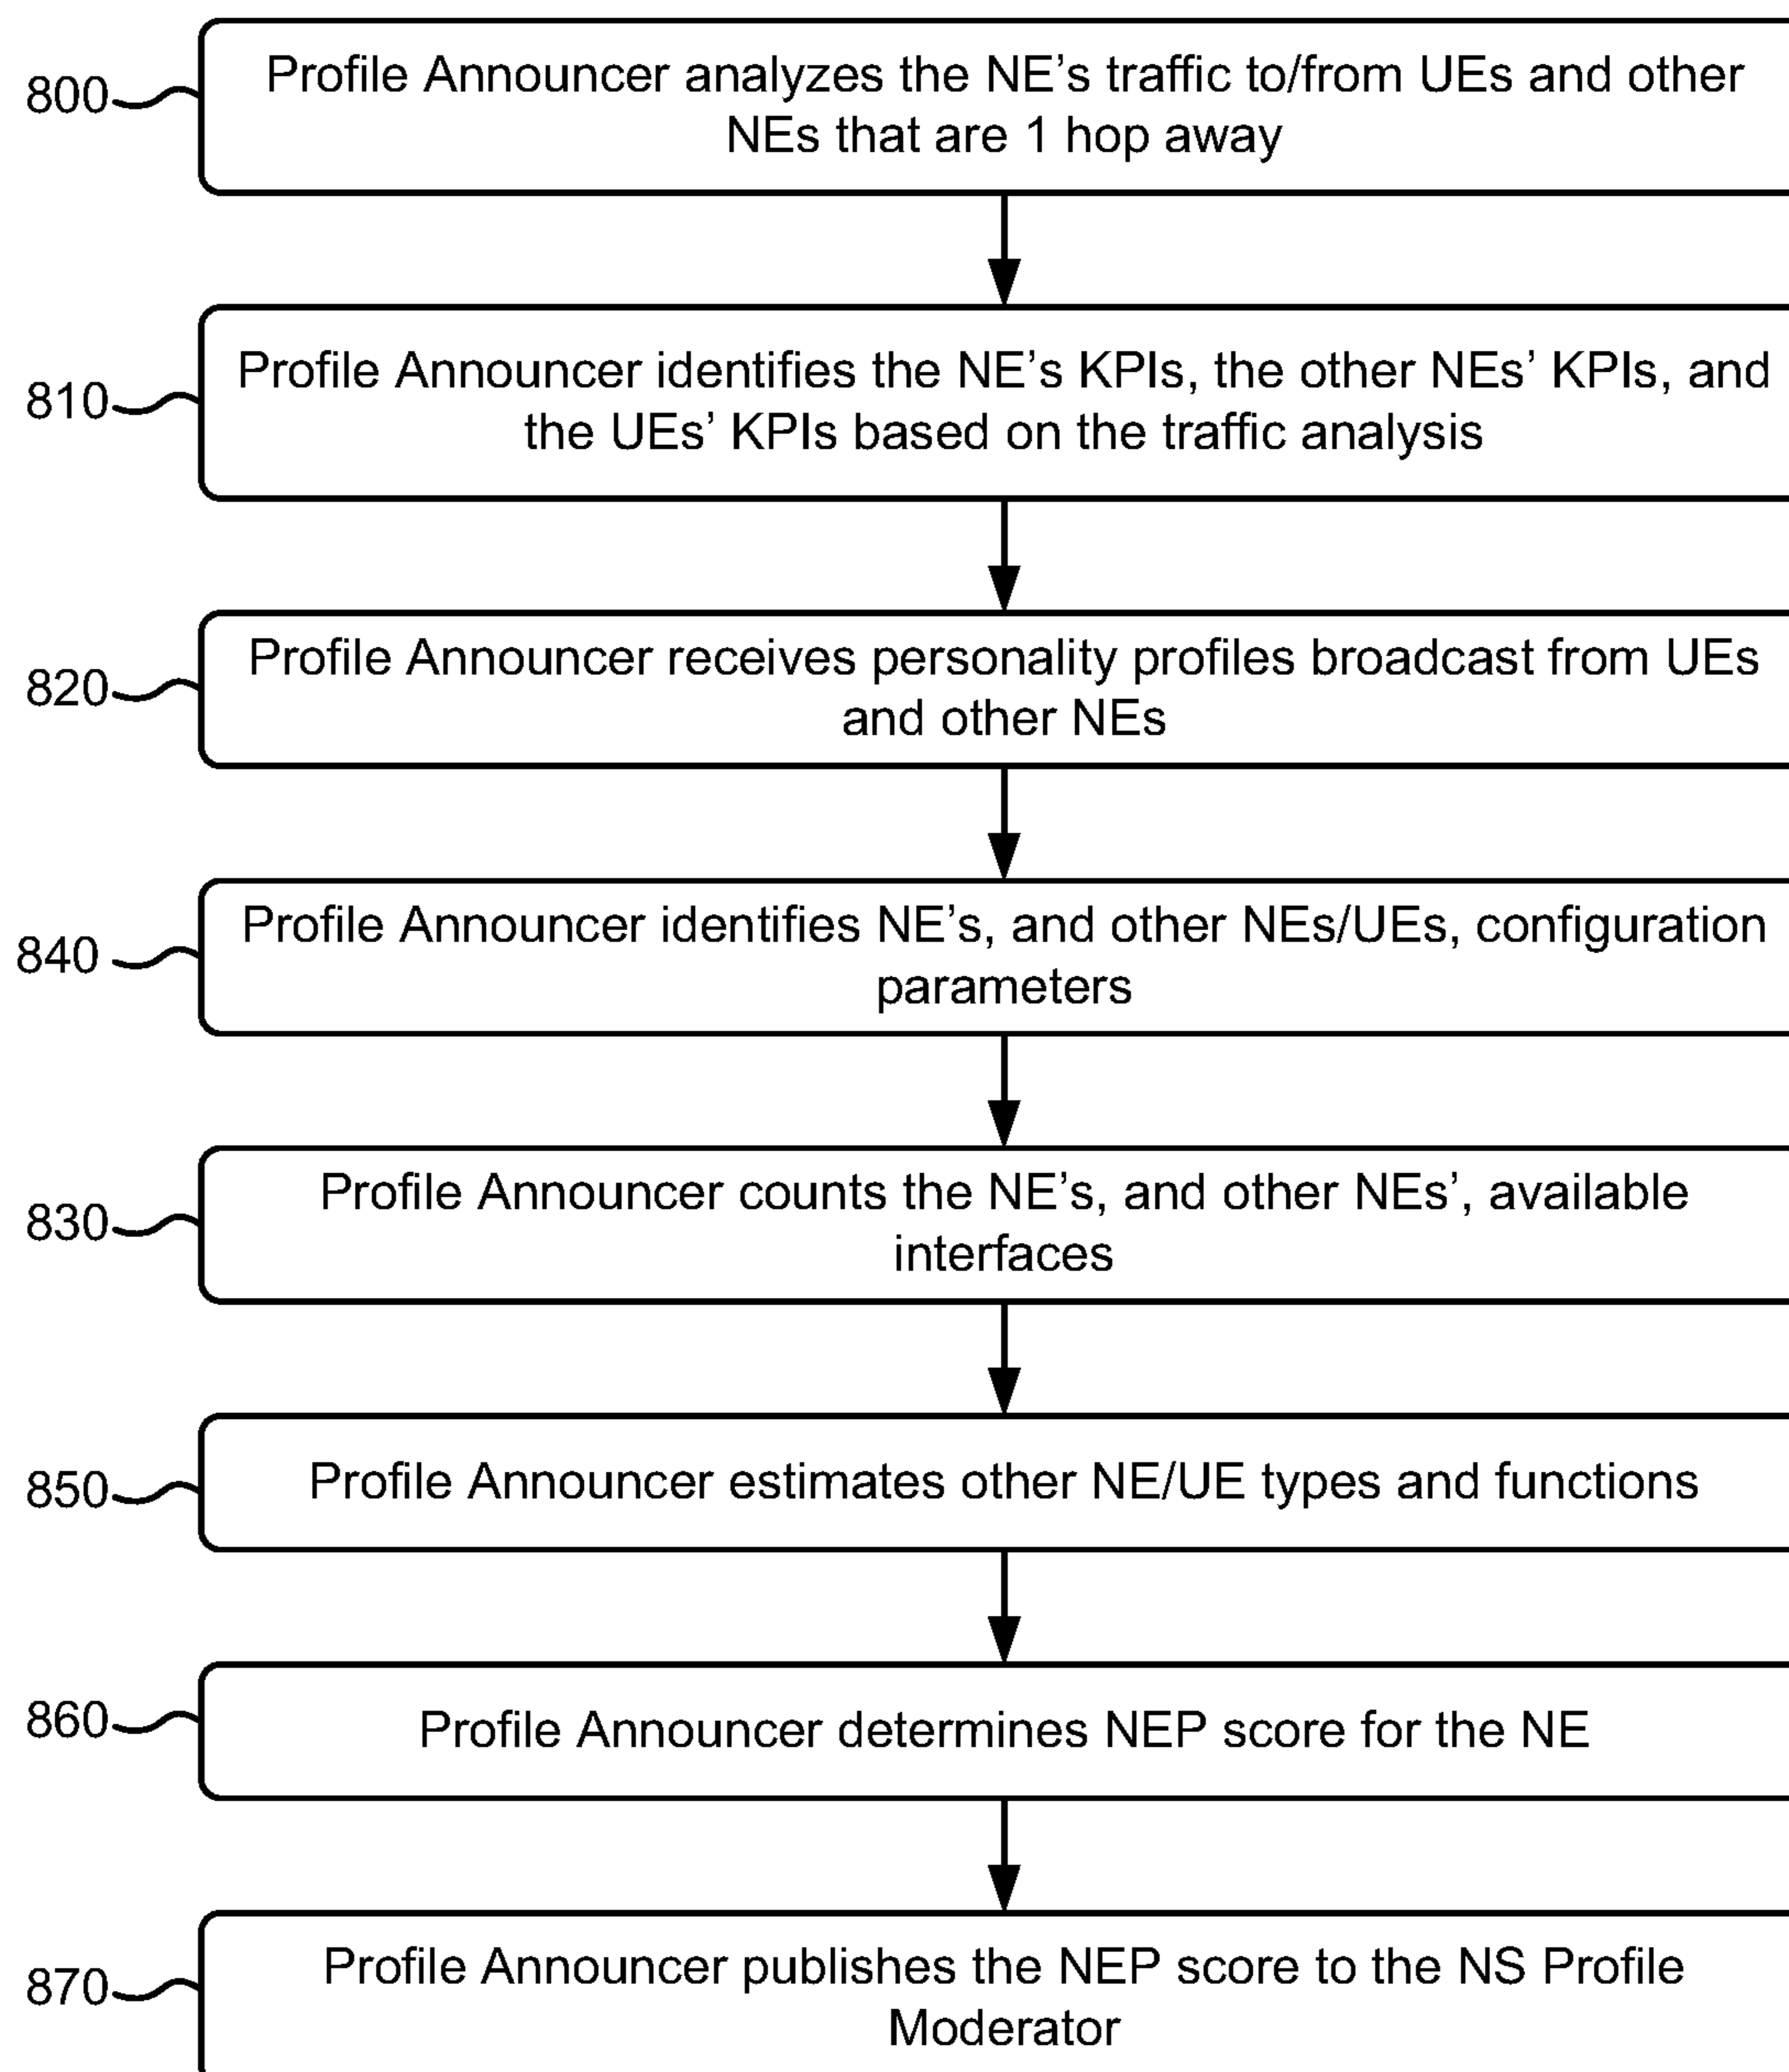 800
Profile Announcer analyzes the NE’s traffic to/from UEs and other
NEs that are 1 hop away
810
Profile Announcer identifies the NE’s KPIs, the other NEs’ KPIs, and
the UEs’ KPIs based on the traffic analysis
820
Profile Announcer receives personality profiles broadcast from UEs
and other NEs
840
Profile Announcer identifies NE’s, and other NEs/UEs, configuration
parameters
830
Profile Announcer counts the NE’s, and other NEs’, available
interfaces
850
Profile Announcer estimates other NE/UE types and functions
860
Profile Announcer determines NEP score for the NE
870
Profile Announcer publishes the NEP score to the NS Profile
Moderator